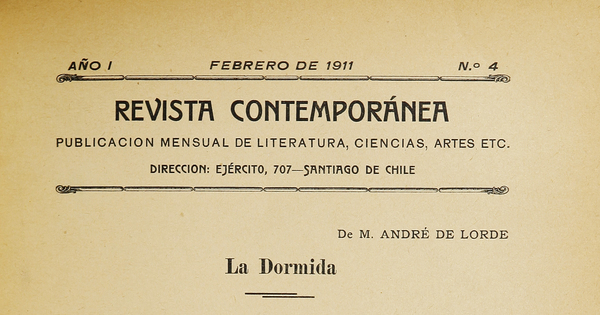 AÑO I FEBRERO DE 1911 N.º 4
REVISTA CONTEMPORÁNEA
PUBLICACION MENSUAL DE LITERATURA, CIENCIAS, ARTES ETC.
DIRECCION: EJÉRCITO, 707—SANTIAGO DE CHILE
De M. ANDRÉ DE LORDE
La Dormida